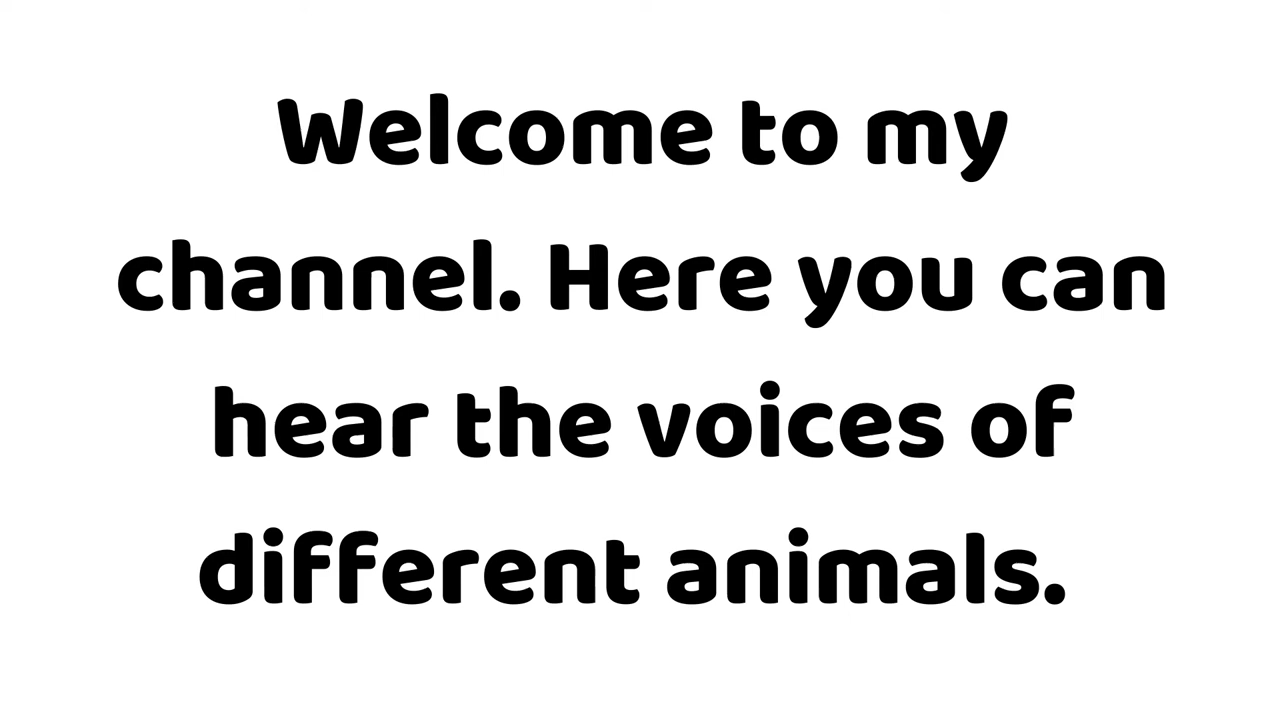 Welcome to my
channel. Here you can
hear the voices of
different animals.